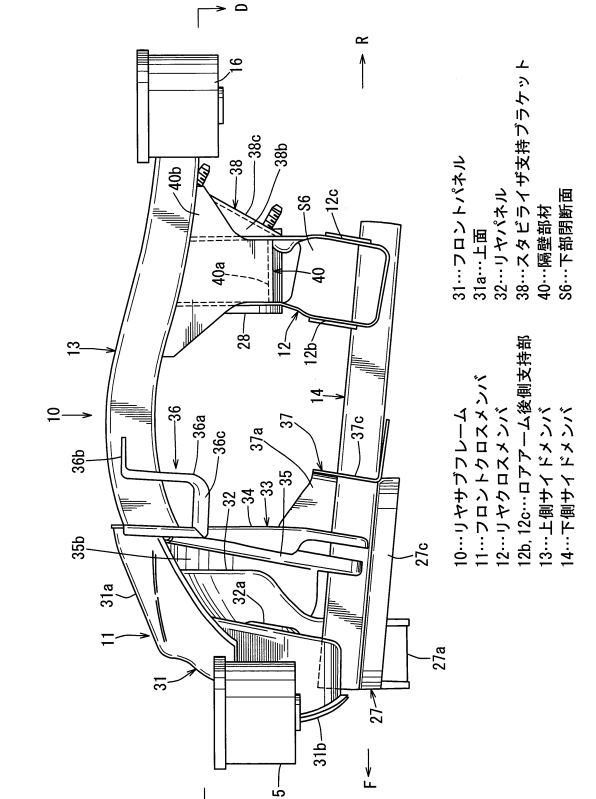 10…リヤサブフレーム
11…フロントクロスメンバ
12…リヤクロスメンバ
12b, 12c…ロアアーム後側支持部
13…上側サイドメンバ
14…下側サイドメンバ
31…フロントパネル
31a…上面
32…リヤパネル
38…スタビライザ支持ブラケット
40…隔壁部材
S6…下部閉断面
10
13
D
R
16
40b
38
38c
38b
S6
12c
40a
40
28
12
12b
14
36b
36
36a
36c
37
37a
37c
34
33
35
32
35b
32a
31a
11
31
31b
5
27
27a
27c
F